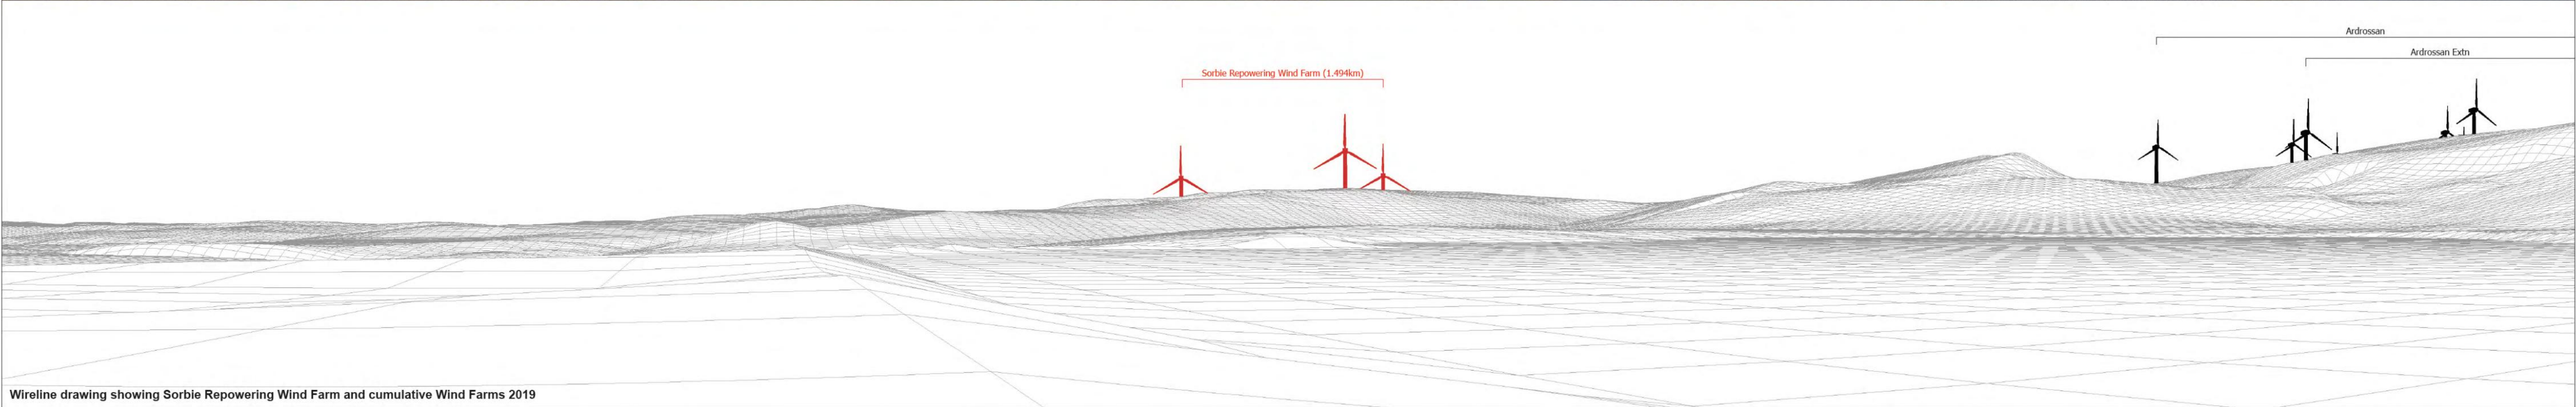 Ardrossan
Ardrossan Extn
Sorbie Repowering Wind Farm (1.494km)
Wireline drawing showing Sorbie Repowering Wind Farm and cumulative Wind Farms 2019